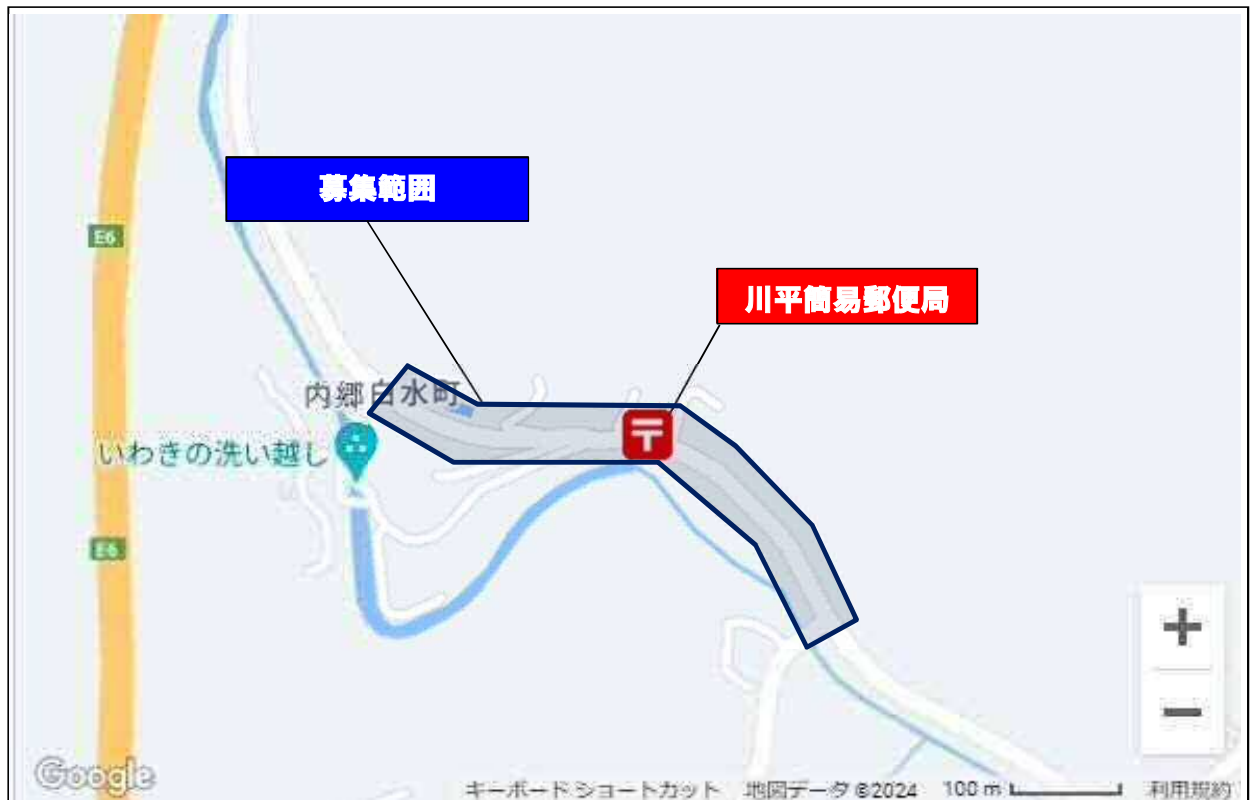 募集範囲
E6
川平簡易郵便局
内郷白水町
いわきの洗い越し
E6
Google
キーボード ショートカット 地図データ ©2024 100 m 利用規約